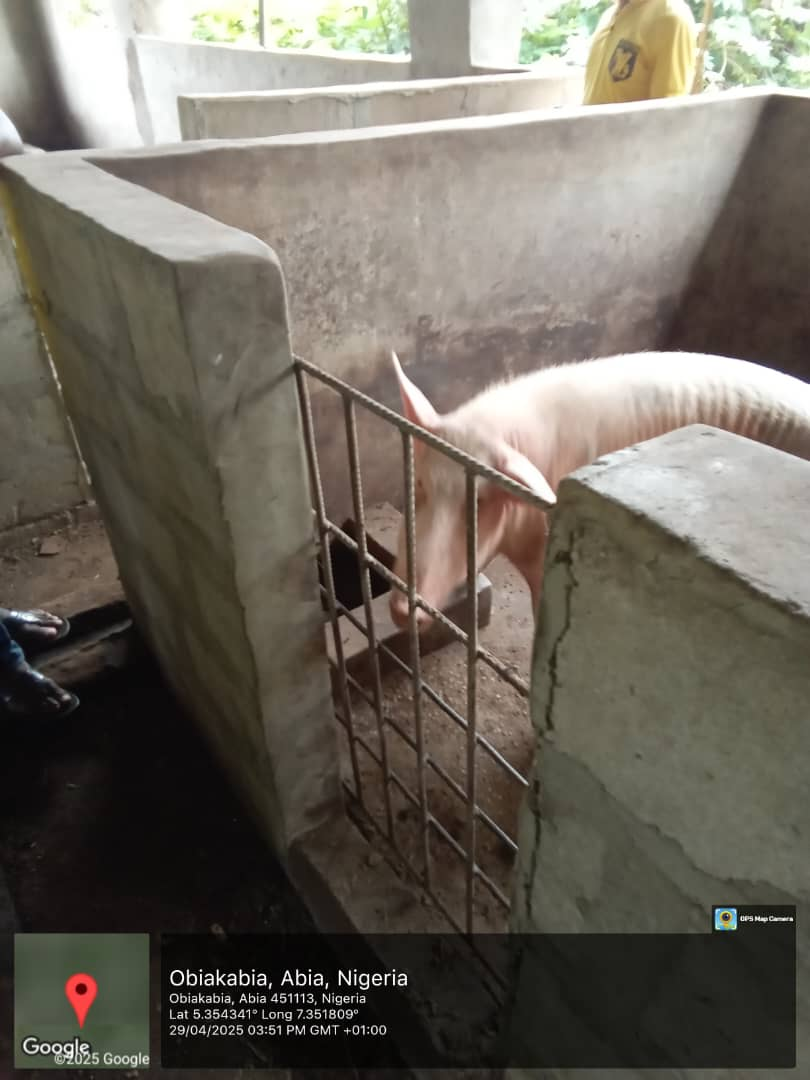 GPS Map Camera
Obiakabia, Abia, Nigeria
Obiakabia, Abia 451113, Nigeria
Lat 5.354341° Long 7.351809°
29/04/2025 03:51 PM GMT +01:00
Google
©2025 Google